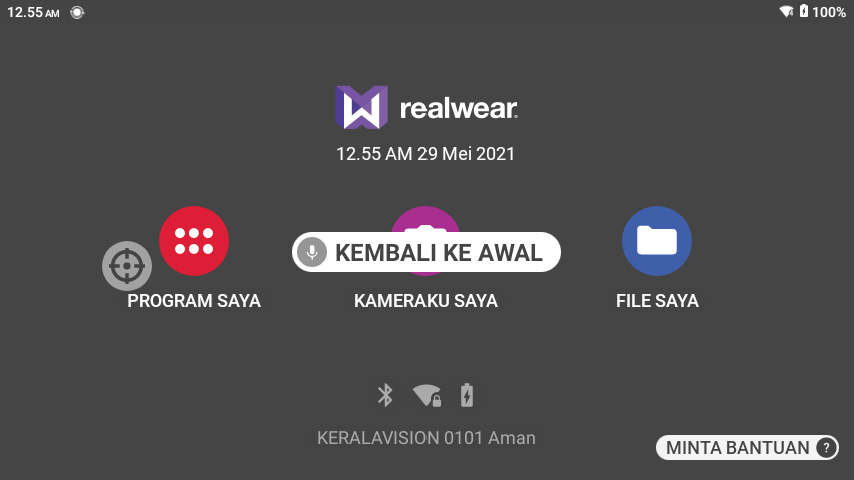 12.55 AM
100%
realwear
12.55 AM 29 Mei 2021
KEMBALI KE AWAL
PROGRAM SAYA
KAMERAKU SAYA
FILE SAYA
KERALAVISION 0101 Aman
MINTA BANTUAN ?